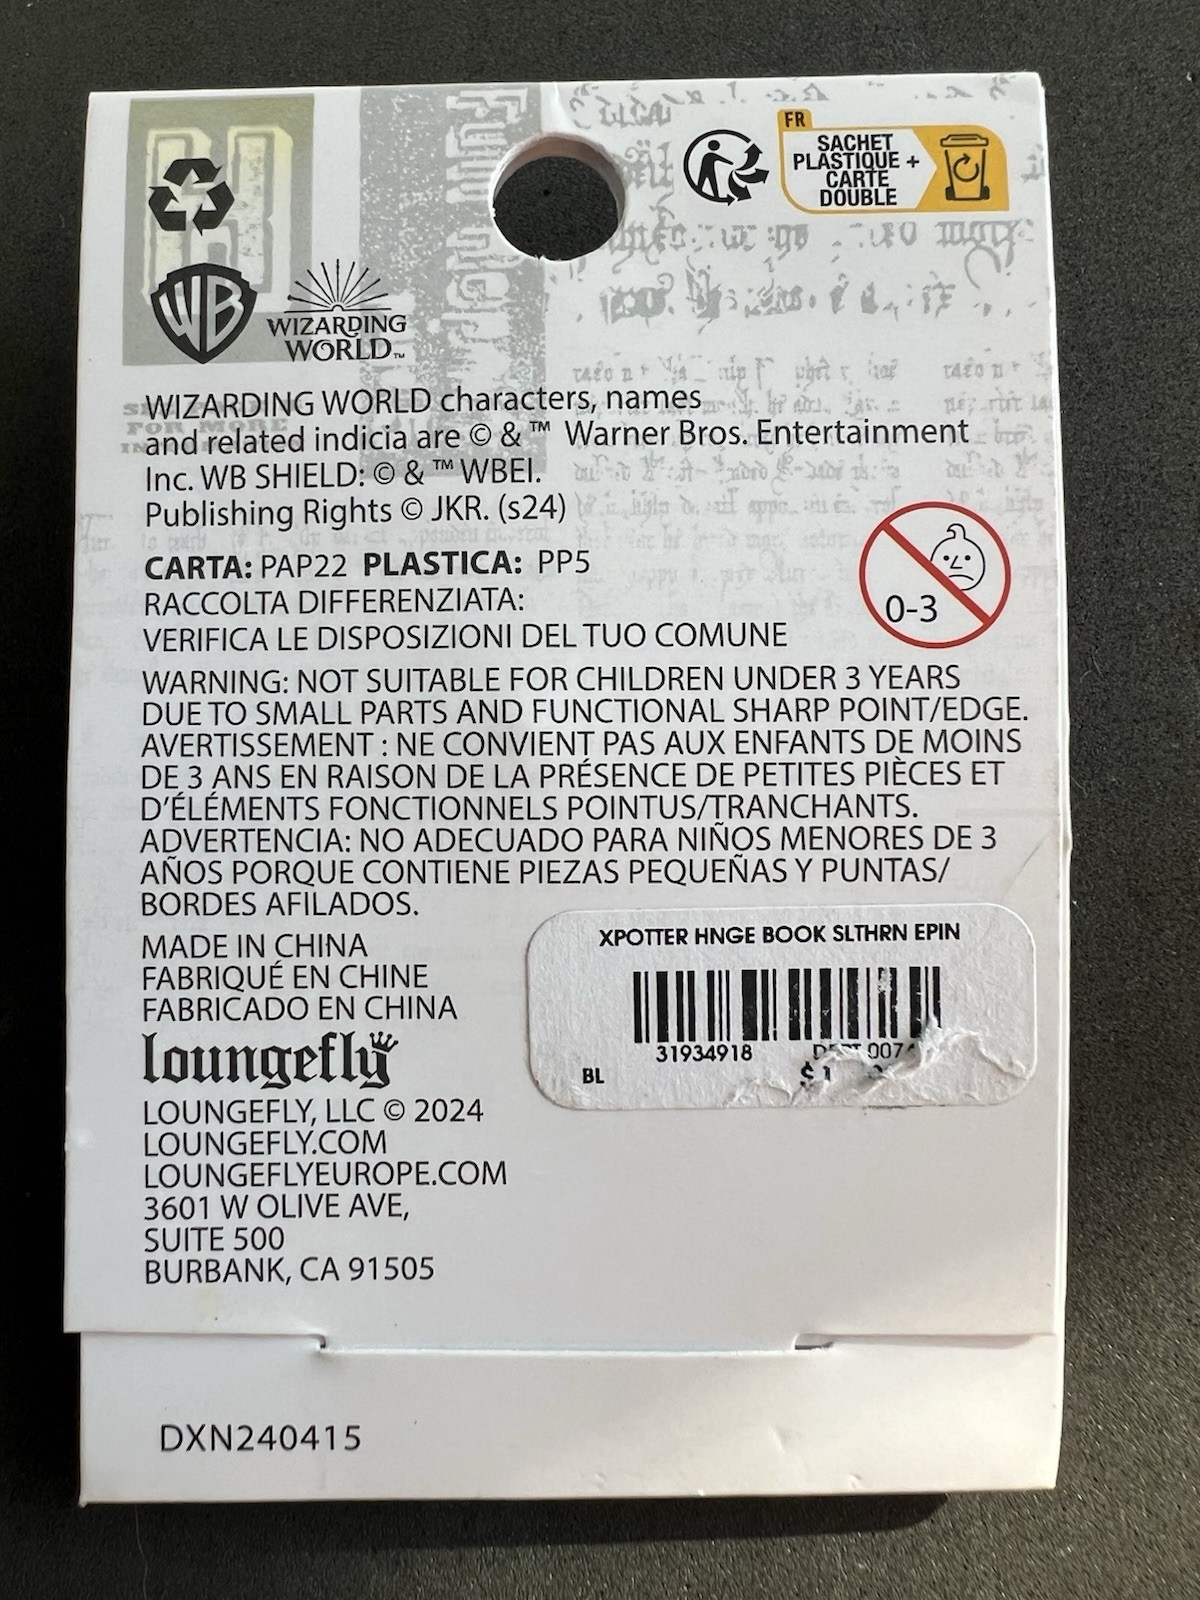 FR
SACHET
PLASTIQUE +
CARTE
DOUBLE
WB
WIZARDING
WORLD™
WIZARDING WORLD characters, names
and related indicia are © & ™ Warner Bros. Entertainment
Inc. WB SHIELD: © & ™ WBEI.
Publishing Rights © JKR. (s24)
CARTA: PAP22 PLASTICA: PP5
RACCOLTA DIFFERENZIATA:
VERIFICA LE DISPOSIZIONI DEL TUO COMUNE
0-3
WARNING: NOT SUITABLE FOR CHILDREN UNDER 3 YEARS
DUE TO SMALL PARTS AND FUNCTIONAL SHARP POINT/EDGE.
AVERTISSEMENT : NE CONVIENT PAS AUX ENFANTS DE MOINS
DE 3 ANS EN RAISON DE LA PRÉSENCE DE PETITES PIÈCES ET
D'ÉLÉMENTS FONCTIONNELS POINTUS/TRANCHANTS.
ADVERTENCIA: NO ADECUADO PARA NIÑOS MENORES DE 3
AÑOS PORQUE CONTIENE PIEZAS PEQUEÑAS Y PUNTAS/
BORDES AFILADOS.
MADE IN CHINA
FABRIQUÉ EN CHINE
FABRICADO EN CHINA
XPOTTER HNGE BOOK SLTHRN EPIN
31934918 DEPT 0074
BL
loungefly
LOUNGEFLY, LLC © 2024
LOUNGEFLY.COM
LOUNGEFLYEUROPE.COM
3601 W OLIVE AVE,
SUITE 500
BURBANK, CA 91505
DXN240415